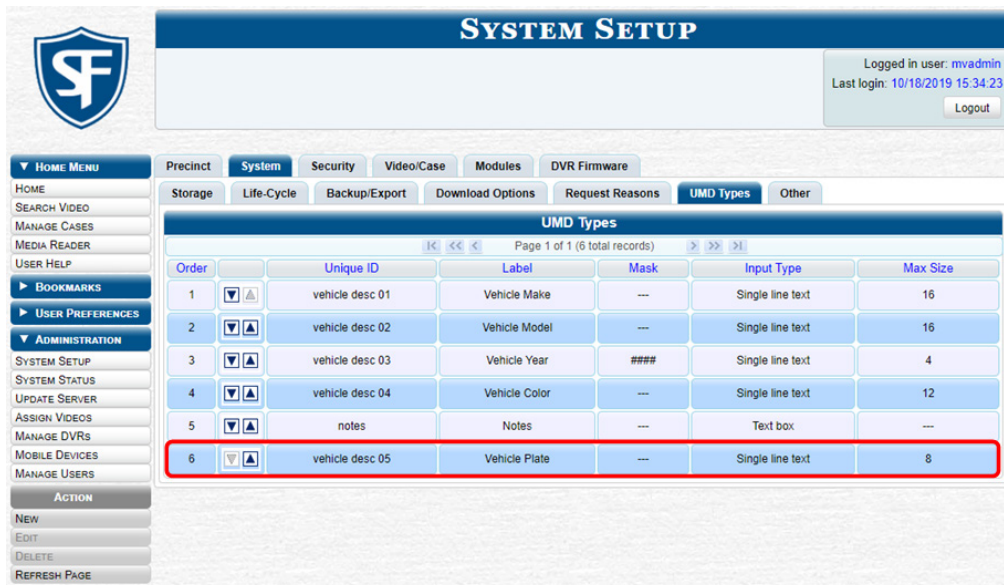 SYSTEM SETUP
SF
Logged in user: mvadmin
Last login: 10/18/2019 15:34:23
Logout
▼ HOME MENU
HOME
SEARCH VIDEO
MANAGE CASES
MEDIA READER
USER HELP
▶ BOOKMARKS
▶ USER PREFERENCES
▼ ADMINISTRATION
SYSTEM SETUP
SYSTEM STATUS
UPDATE SERVER
ASSIGN VIDEOS
MANAGE DVRS
MOBILE DEVICES
MANAGE USERS
ACTION
NEW
EDIT
DELETE
REFRESH PAGE
Precinct System Security Video/Case Modules DVR Firmware
Storage Life-Cycle Backup/Export Download Options Request Reasons UMD Types Other
UMD Types
|< << < Page 1 of 1 (6 total records) > >> >|
Order Unique ID Label Mask Input Type Max Size
1 vehicle desc 01 Vehicle Make --- Single line text 16
2 vehicle desc 02 Vehicle Model --- Single line text 16
3 vehicle desc 03 Vehicle Year #### Single line text 4
4 vehicle desc 04 Vehicle Color --- Single line text 12
5 notes Notes --- Text box ---
6 vehicle desc 05 Vehicle Plate --- Single line text 8